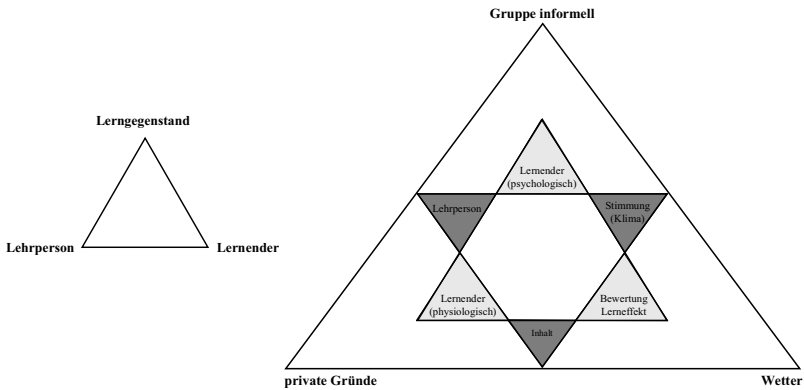 Gruppe informell
Lerngegenstand
Lehrperson
Lernender
Lernender
(psychologisch)
Lehrperson
Stimmung
(Klima)
Lernender
(physiologisch)
Bewertung
Lerneffekt
Inhalt
private Gründe
Wetter